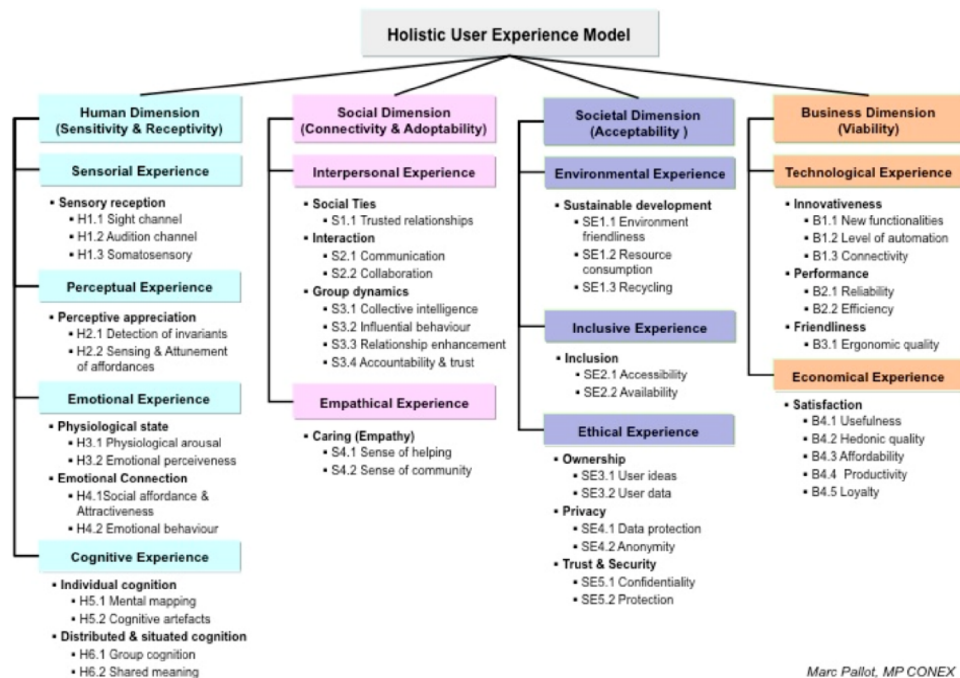 Holistic User Experience Model
Human Dimension
(Sensitivity & Receptivity)
Sensorial Experience
▪ Sensory reception
▪ H1.1 Sight channel
▪ H1.2 Audition channel
▪ H1.3 Somatosensory
Perceptual Experience
▪ Perceptive appreciation
▪ H2.1 Detection of invariants
▪ H2.2 Sensing & Attunement
of affordances
Emotional Experience
▪ Physiological state
▪ H3.1 Physiological arousal
▪ H3.2 Emotional perceiveness
▪ Emotional Connection
▪ H4.1Social affordance &
Attractiveness
▪ H4.2 Emotional behaviour
Cognitive Experience
▪ Individual cognition
▪ H5.1 Mental mapping
▪ H5.2 Cognitive artefacts
▪ Distributed & situated cognition
▪ H6.1 Group cognition
▪ H6.2 Shared meaning
Social Dimension
(Connectivity & Adoptability)
Interpersonal Experience
▪ Social Ties
▪ S1.1 Trusted relationships
▪ Interaction
▪ S2.1 Communication
▪ S2.2 Collaboration
▪ Group dynamics
▪ S3.1 Collective intelligence
▪ S3.2 Influential behaviour
▪ S3.3 Relationship enhancement
▪ S3.4 Accountability & trust
Empathical Experience
▪ Caring (Empathy)
▪ S4.1 Sense of helping
▪ S4.2 Sense of community
Societal Dimension
(Acceptability )
Environmental Experience
▪ Sustainable development
▪ SE1.1 Environment
friendliness
▪ SE1.2 Resource
consumption
▪ SE1.3 Recycling
Inclusive Experience
▪ Inclusion
▪ SE2.1 Accessibility
▪ SE2.2 Availability
Ethical Experience
▪ Ownership
▪ SE3.1 User ideas
▪ SE3.2 User data
▪ Privacy
▪ SE4.1 Data protection
▪ SE4.2 Anonymity
▪ Trust & Security
▪ SE5.1 Confidentiality
▪ SE5.2 Protection
Business Dimension
(Viability)
Technological Experience
▪ Innovativeness
▪ B1.1 New functionalities
▪ B1.2 Level of automation
▪ B1.3 Connectivity
▪ Performance
▪ B2.1 Reliability
▪ B2.2 Efficiency
▪ Friendliness
▪ B3.1 Ergonomic quality
Economical Experience
▪ Satisfaction
▪ B4.1 Usefulness
▪ B4.2 Hedonic quality
▪ B4.3 Affordability
▪ B4.4 Productivity
▪ B4.5 Loyalty
Marc Pallot, MP CONEX